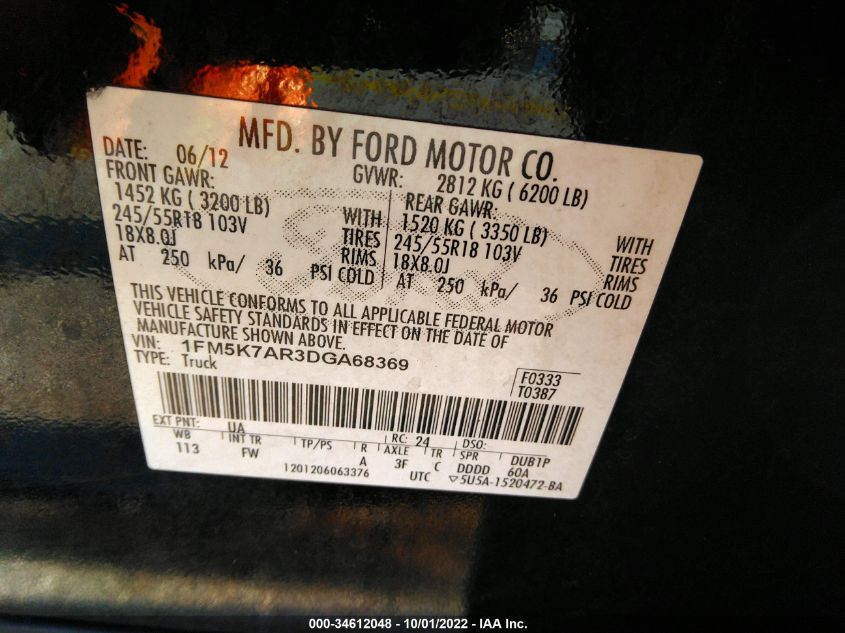 MFD. BY FORD MOTOR CO.
DATE: 06/12 GVWR: 2812 KG ( 6200 LB)
FRONT GAWR: REAR GAWR:
1452 KG ( 3200 LB) WITH 1520 KG ( 3350 LB) WITH
245/55R18 103V TIRES 245/55R18 103V TIRES
18X8.0J RIMS 18X8.0J RIMS
AT 250 kPa/ 36 PSI COLD AT 250 kPa/ 36 PSI COLD
THIS VEHICLE CONFORMS TO ALL APPLICABLE FEDERAL MOTOR
VEHICLE SAFETY STANDARDS IN EFFECT ON THE DATE OF
MANUFACTURE SHOWN ABOVE.
VIN: 1FM5K7AR3DGA68369
TYPE: Truck
F0333
T0387
EXT PNT: UA RC: 24 DSO:
WB INT TR TP/PS R AXLE TR SPR DUB1P
113 FW A 3F C DDDD 60A
1201206063376 UTC ▽5U5A-1520472-BA
000-34612048 - 10/01/2022 - IAA Inc.